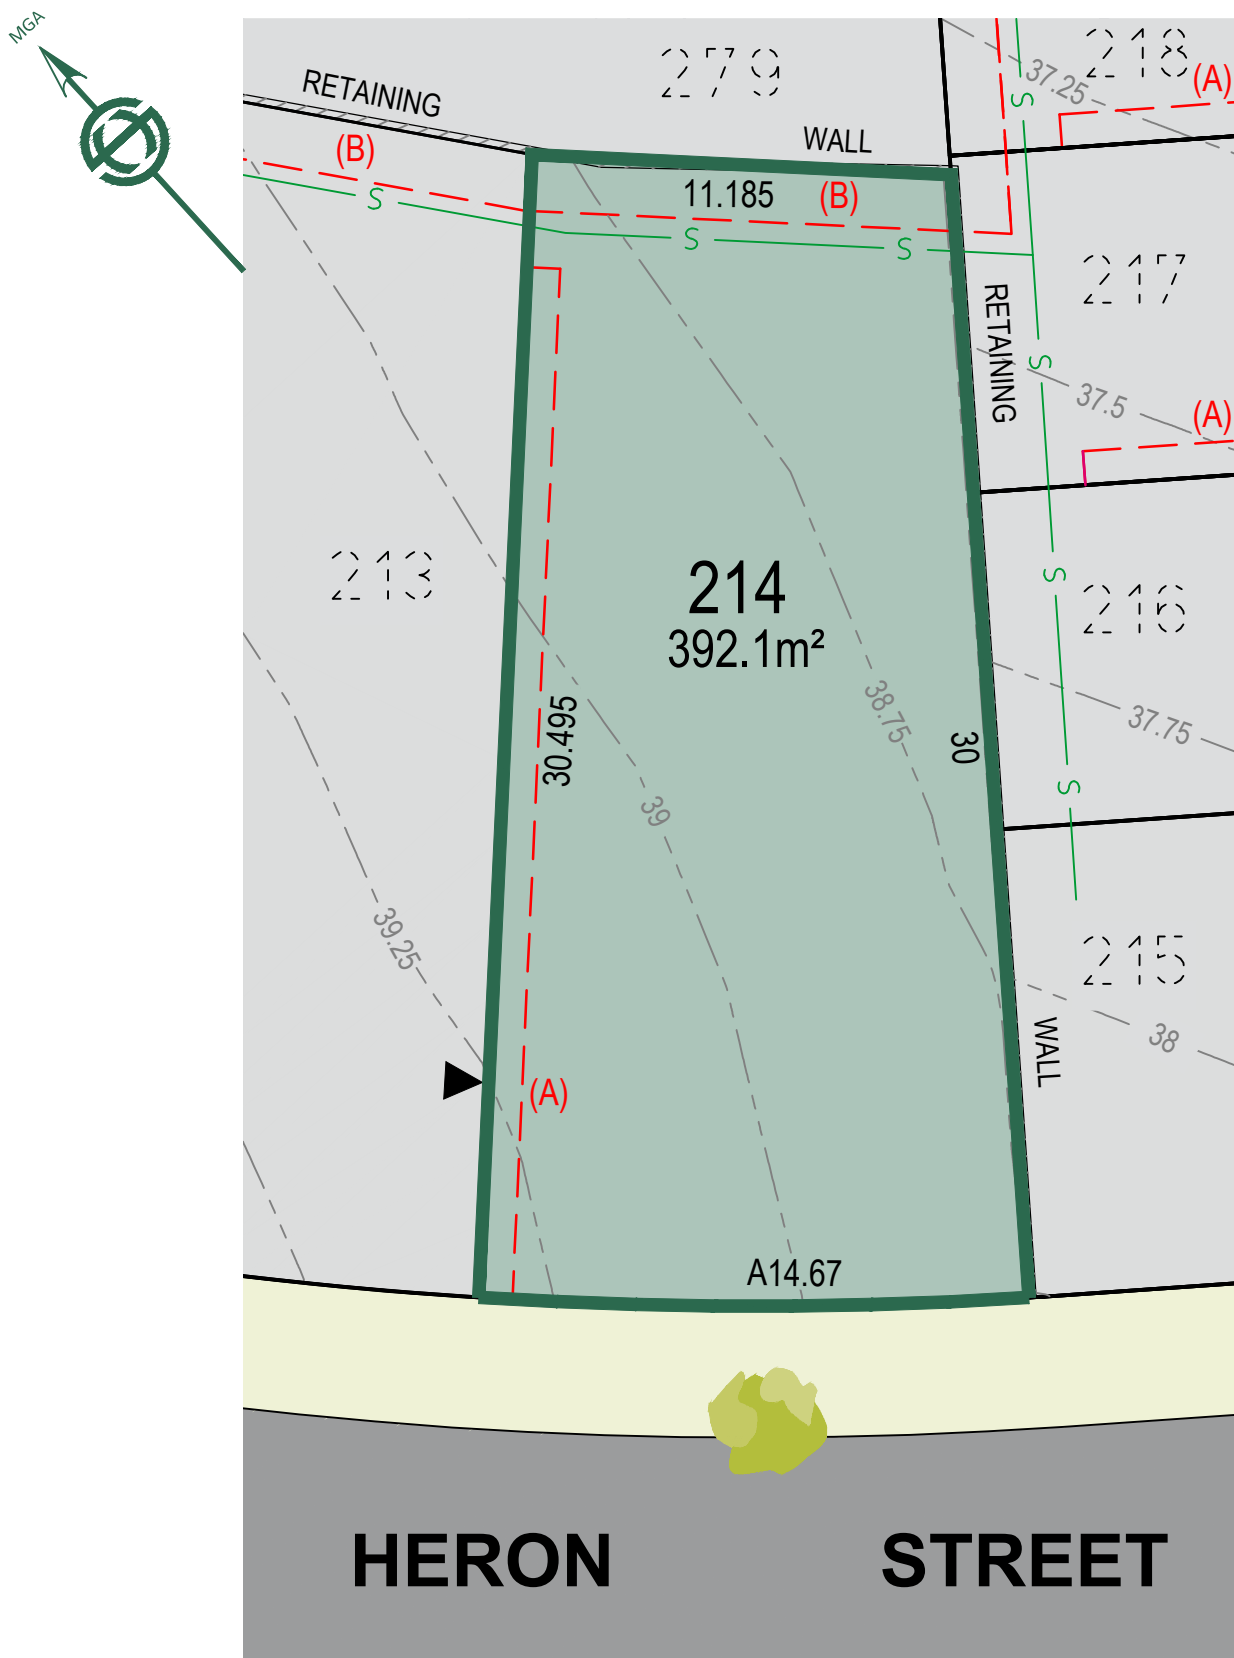 MGA
279
218
37.25
(A)
RETAINING
WALL
(B)
11.185
(B)
S
S
S
S
217
RETAINING
S
37.5
(A)
213
214
392.1m²
S
216
30.495
38.75
30
37.75
39
S
39.25
215
WALL
38
(A)
A14.67
HERON STREET